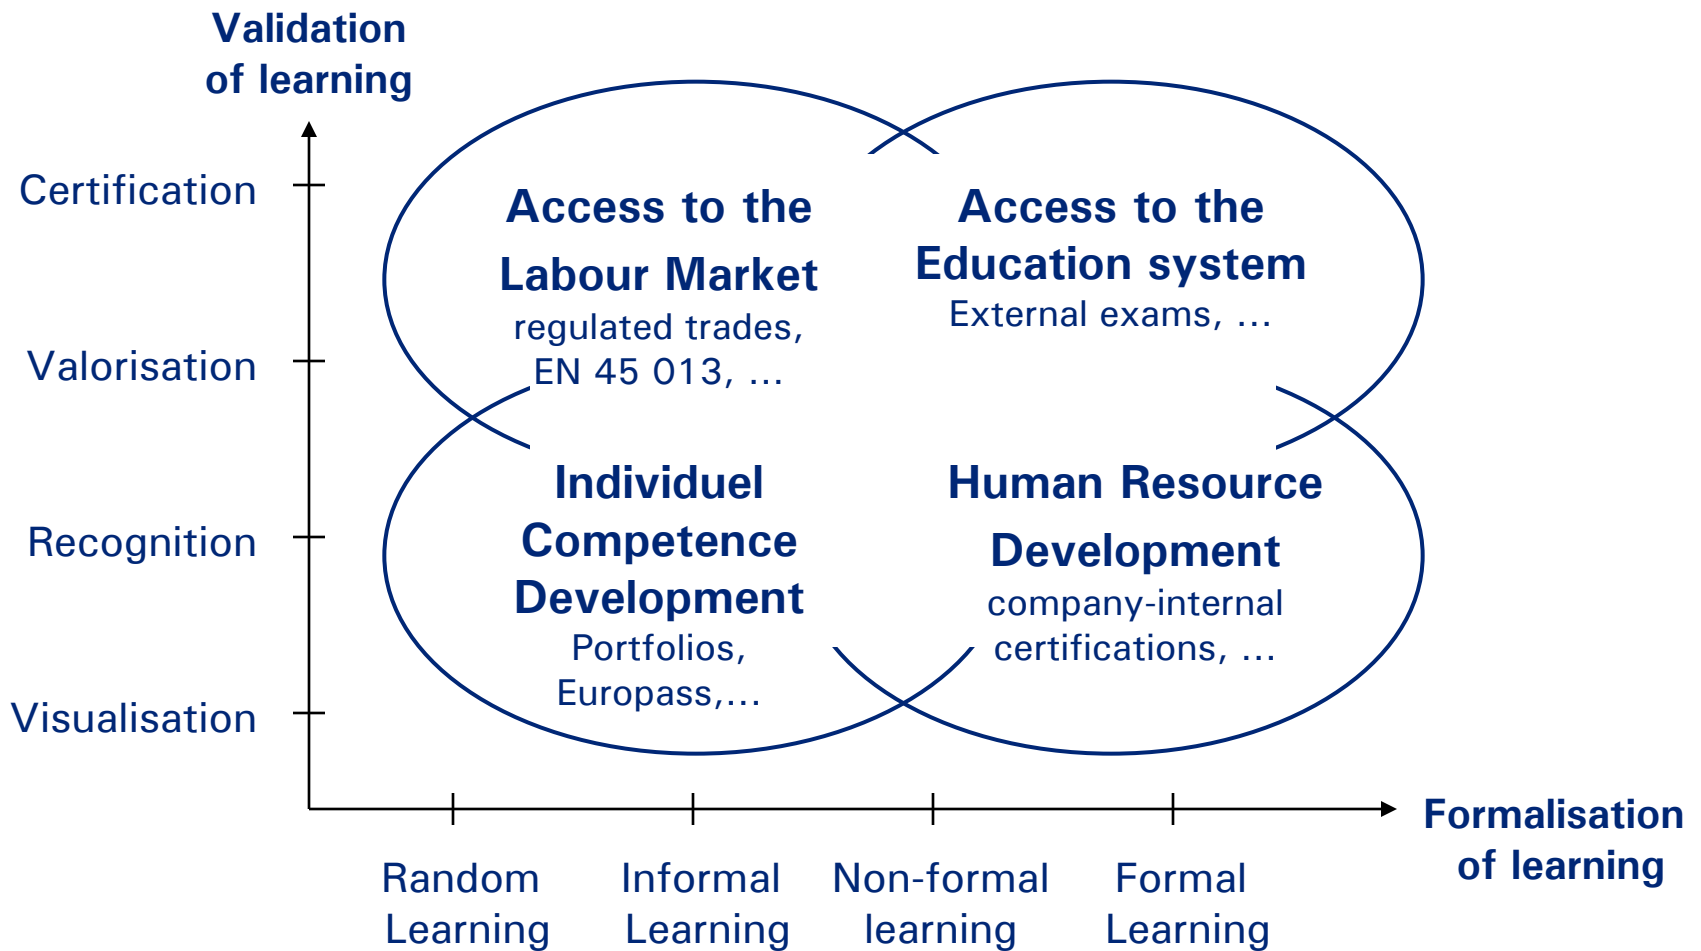 Validation
of learning
Certification
Valorisation
Recognition
Visualisation
Access to the
Labour Market
regulated trades,
EN 45 013, ...
Access to the
Education system
External exams, ...
Individuel
Competence
Development
Portfolios,
Europass,...
Human Resource
Development
company-internal
certifications, ...
Random
Learning
Informal
Learning
Non-formal
learning
Formal
Learning
Formalisation
of learning